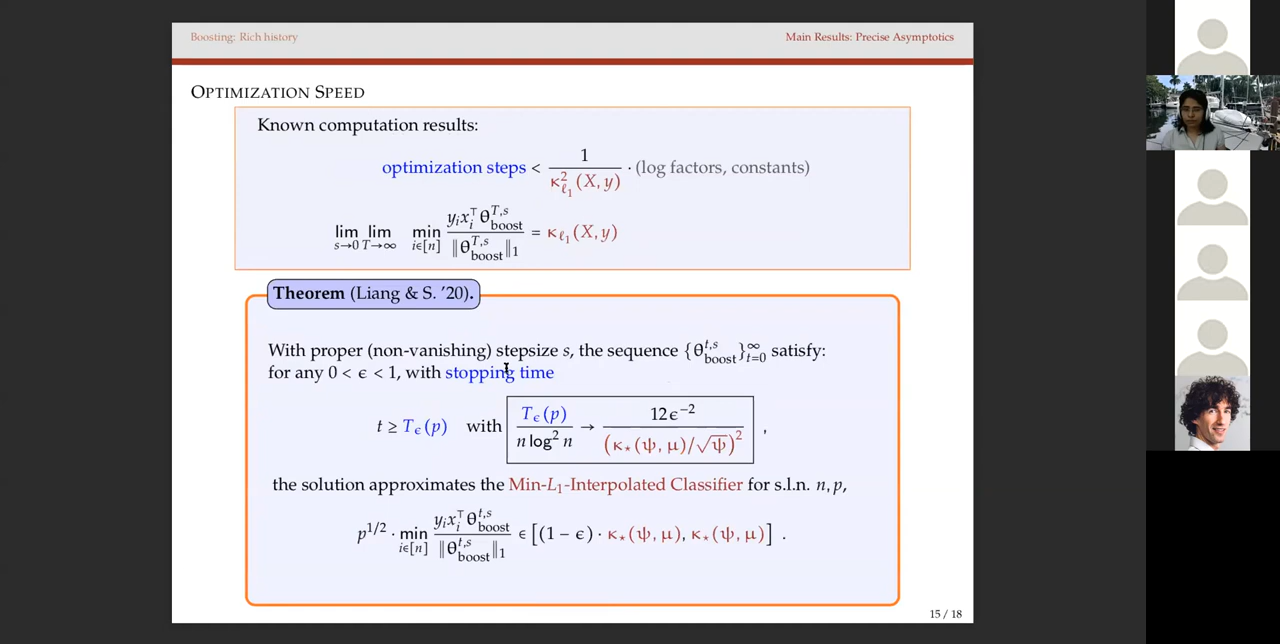 Boosting: Rich history
Main Results: Precise Asymptotics
OPTIMIZATION SPEED
Known computation results:
optimization steps < 1 / κ²_ℓ₁(X, y) · (log factors, constants)
lim_{s→0} lim_{T→∞} min_{i∈[n]} y_i x_i^⊤ θ_boost^{T,s} / ‖θ_boost^{T,s}‖₁ = κ_ℓ₁(X, y)
Theorem (Liang & S. '20).
With proper (non-vanishing) stepsize s, the sequence {θ_boost^{t,s}}_{t=0}^∞ satisfy:
for any 0 < ϵ < 1, with stopping time
t ≥ T_ϵ(p) with T_ϵ(p) / n log² n → 12ϵ⁻² / (κ⋆(ψ, μ)/√ψ)² ,
the solution approximates the Min-L₁-Interpolated Classifier for s.l.n. n, p,
p^{1/2} · min_{i∈[n]} y_i x_i^⊤ θ_boost^{t,s} / ‖θ_boost^{t,s}‖₁ ∈ [(1 − ϵ) · κ⋆(ψ, μ), κ⋆(ψ, μ)] .
15 / 18